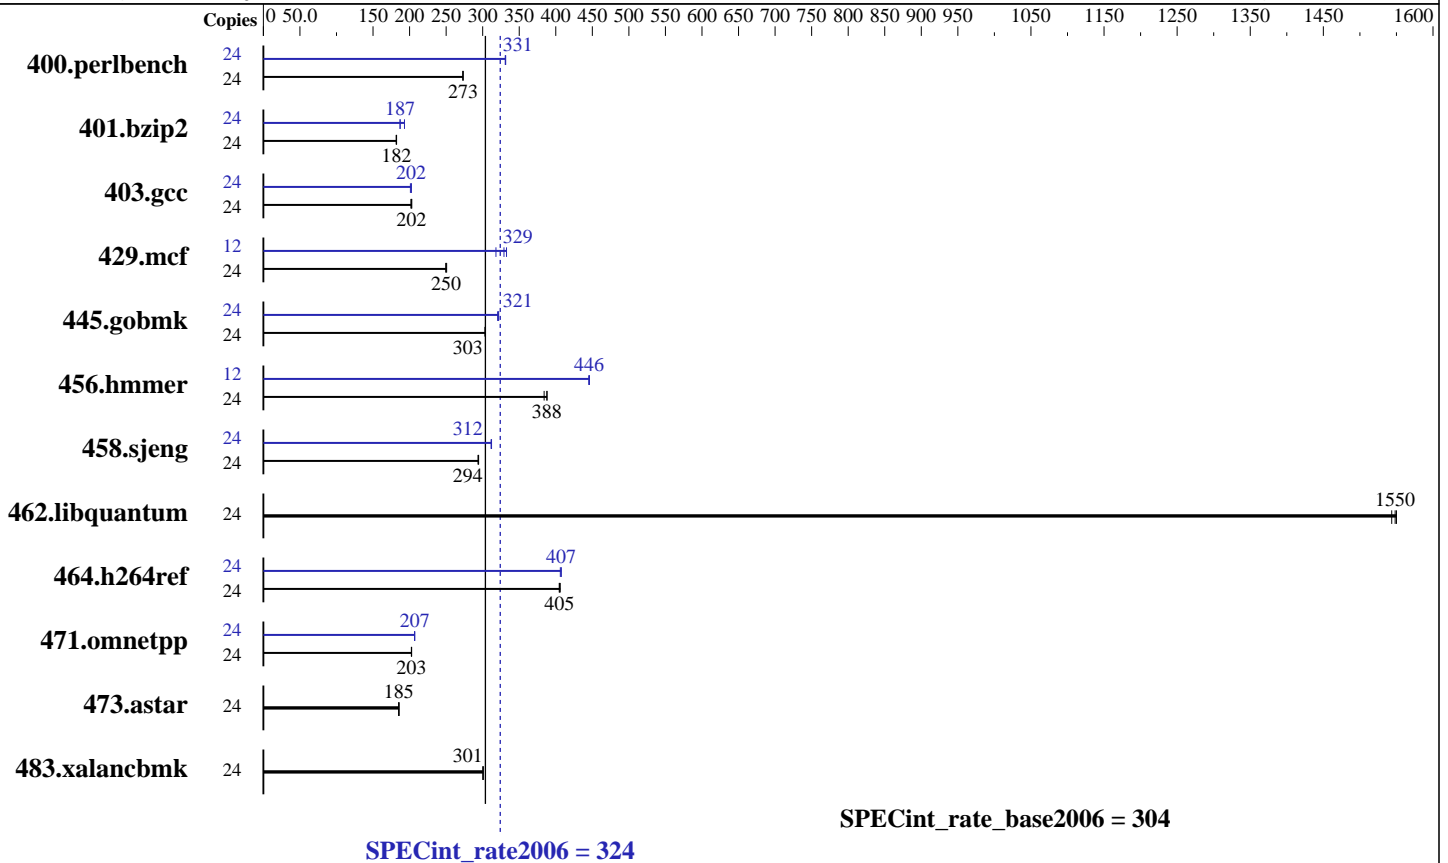 Copies 0 50.0 150 200 250 300 350 400 450 500 550 600 650 700 750 800 850 900 950 1050 1150 1250 1350 1450 1600
400.perlbench 24 331
24 273
401.bzip2 24 187
24 182
403.gcc 24 202
24 202
429.mcf 12 329
24 250
445.gobmk 24 321
24 303
456.hmmer 12 446
24 388
458.sjeng 24 312
24 294
462.libquantum 24 1550
464.h264ref 24 407
24 405
471.omnetpp 24 207
24 203
473.astar 24 185
483.xalancbmk 24 301
SPECint_rate_base2006 = 304
SPECint_rate2006 = 324